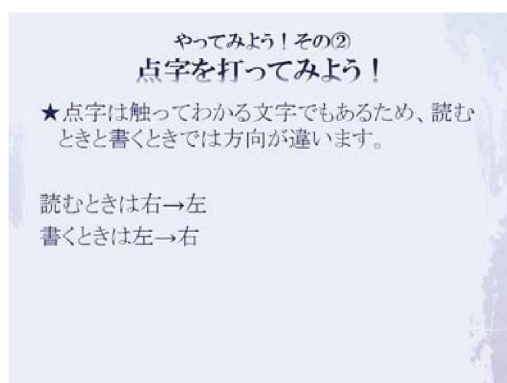 やってみよう！その②
点字を打ってみよう！
★点字は触ってわかる文字でもあるため、読む
ときと書くときでは方向が違います。
読むときは右→左
書くときは左→右